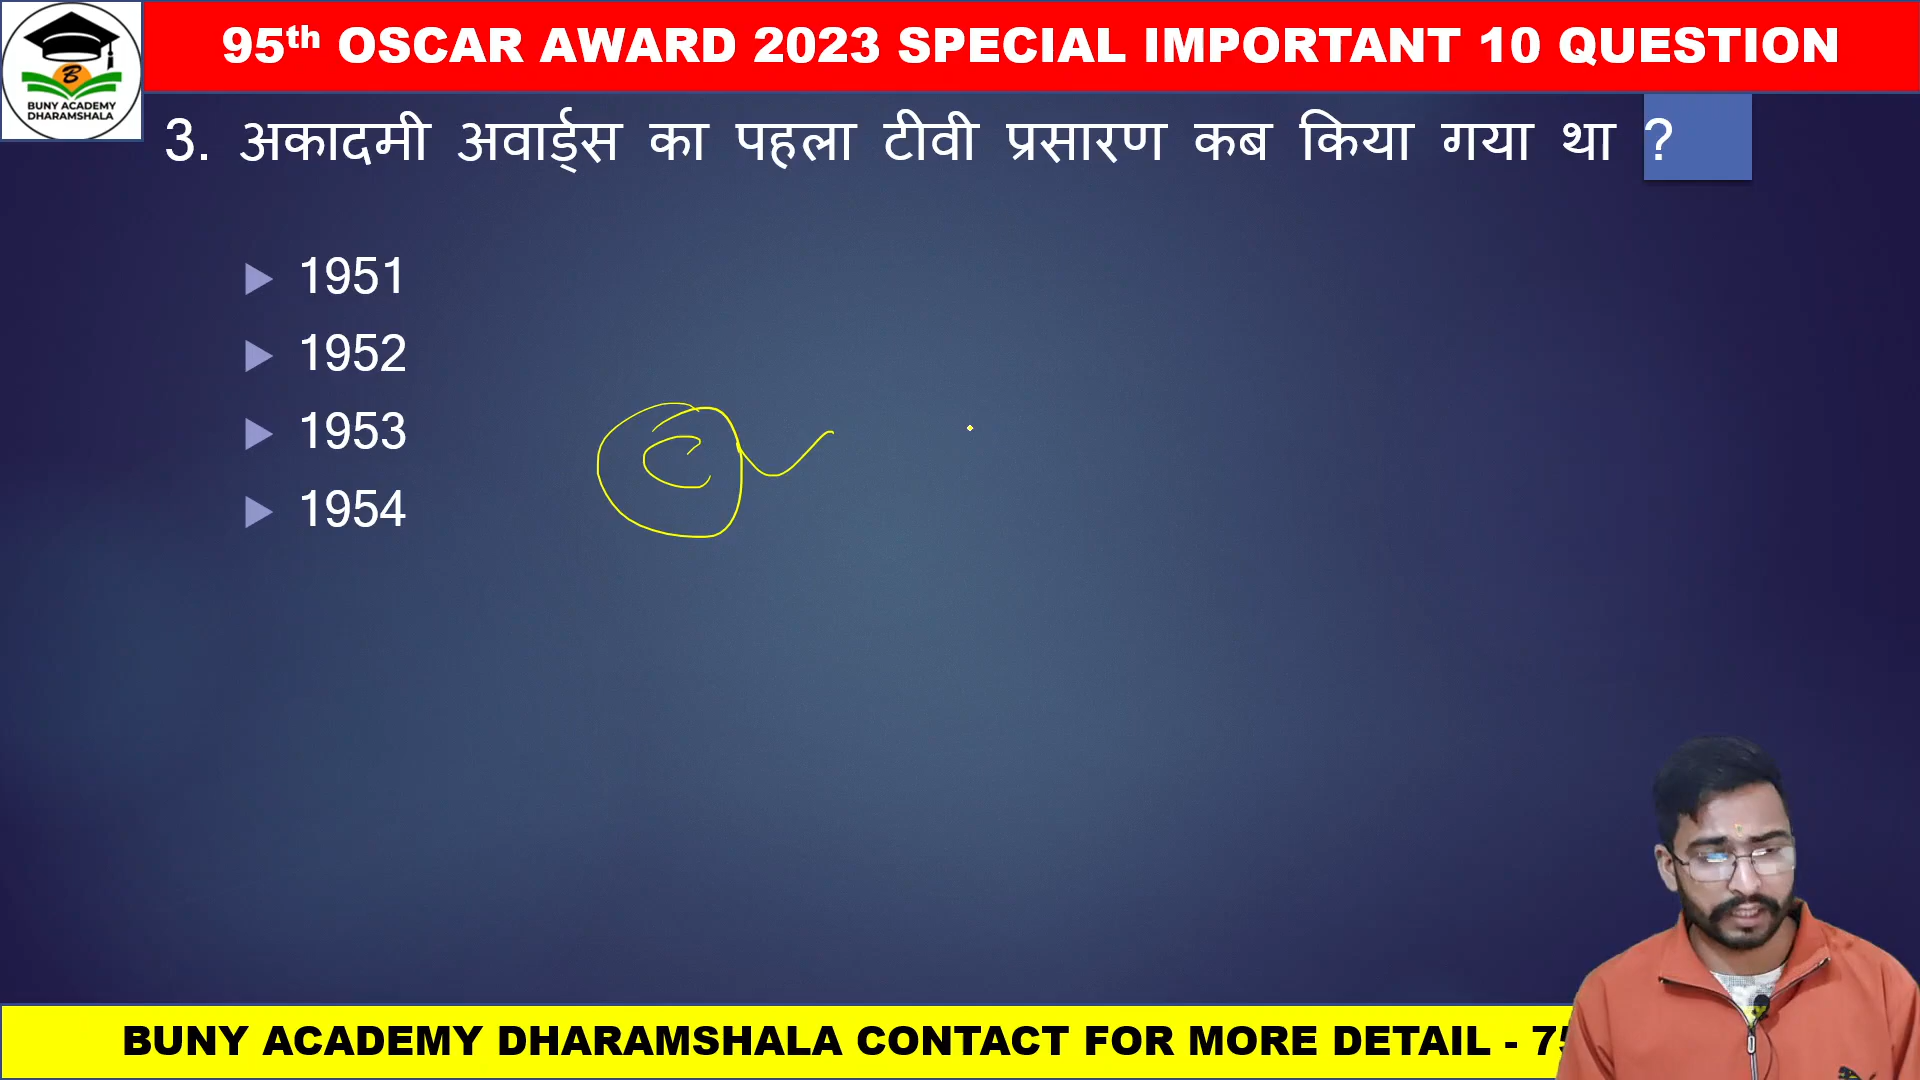 95th OSCAR AWARD 2023 SPECIAL IMPORTANT 10 QUESTION
BUNY ACADEMY
DHARAMSHALA
3. अकादमी अवार्ड्स का पहला टीवी प्रसारण कब किया गया था ?
1951
1952
1953
1954
C
BUNY ACADEMY DHARAMSHALA CONTACT FOR MORE DETAIL - 75